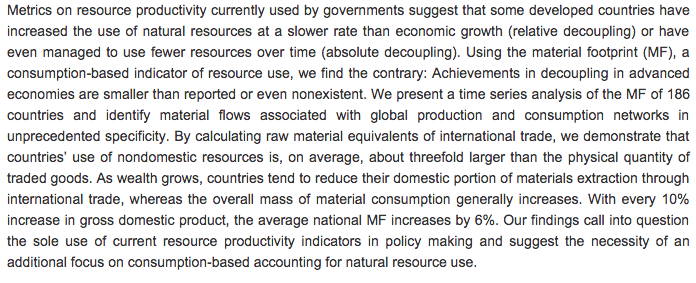 Metrics on resource productivity currently used by governments suggest that some developed countries have
increased the use of natural resources at a slower rate than economic growth (relative decoupling) or have
even managed to use fewer resources over time (absolute decoupling). Using the material footprint (MF), a
consumption-based indicator of resource use, we find the contrary: Achievements in decoupling in advanced
economies are smaller than reported or even nonexistent. We present a time series analysis of the MF of 186
countries and identify material flows associated with global production and consumption networks in
unprecedented specificity. By calculating raw material equivalents of international trade, we demonstrate that
countries' use of nondomestic resources is, on average, about threefold larger than the physical quantity of
traded goods. As wealth grows, countries tend to reduce their domestic portion of materials extraction through
international trade, whereas the overall mass of material consumption generally increases. With every 10%
increase in gross domestic product, the average national MF increases by 6%. Our findings call into question
the sole use of current resource productivity indicators in policy making and suggest the necessity of an
additional focus on consumption-based accounting for natural resource use.